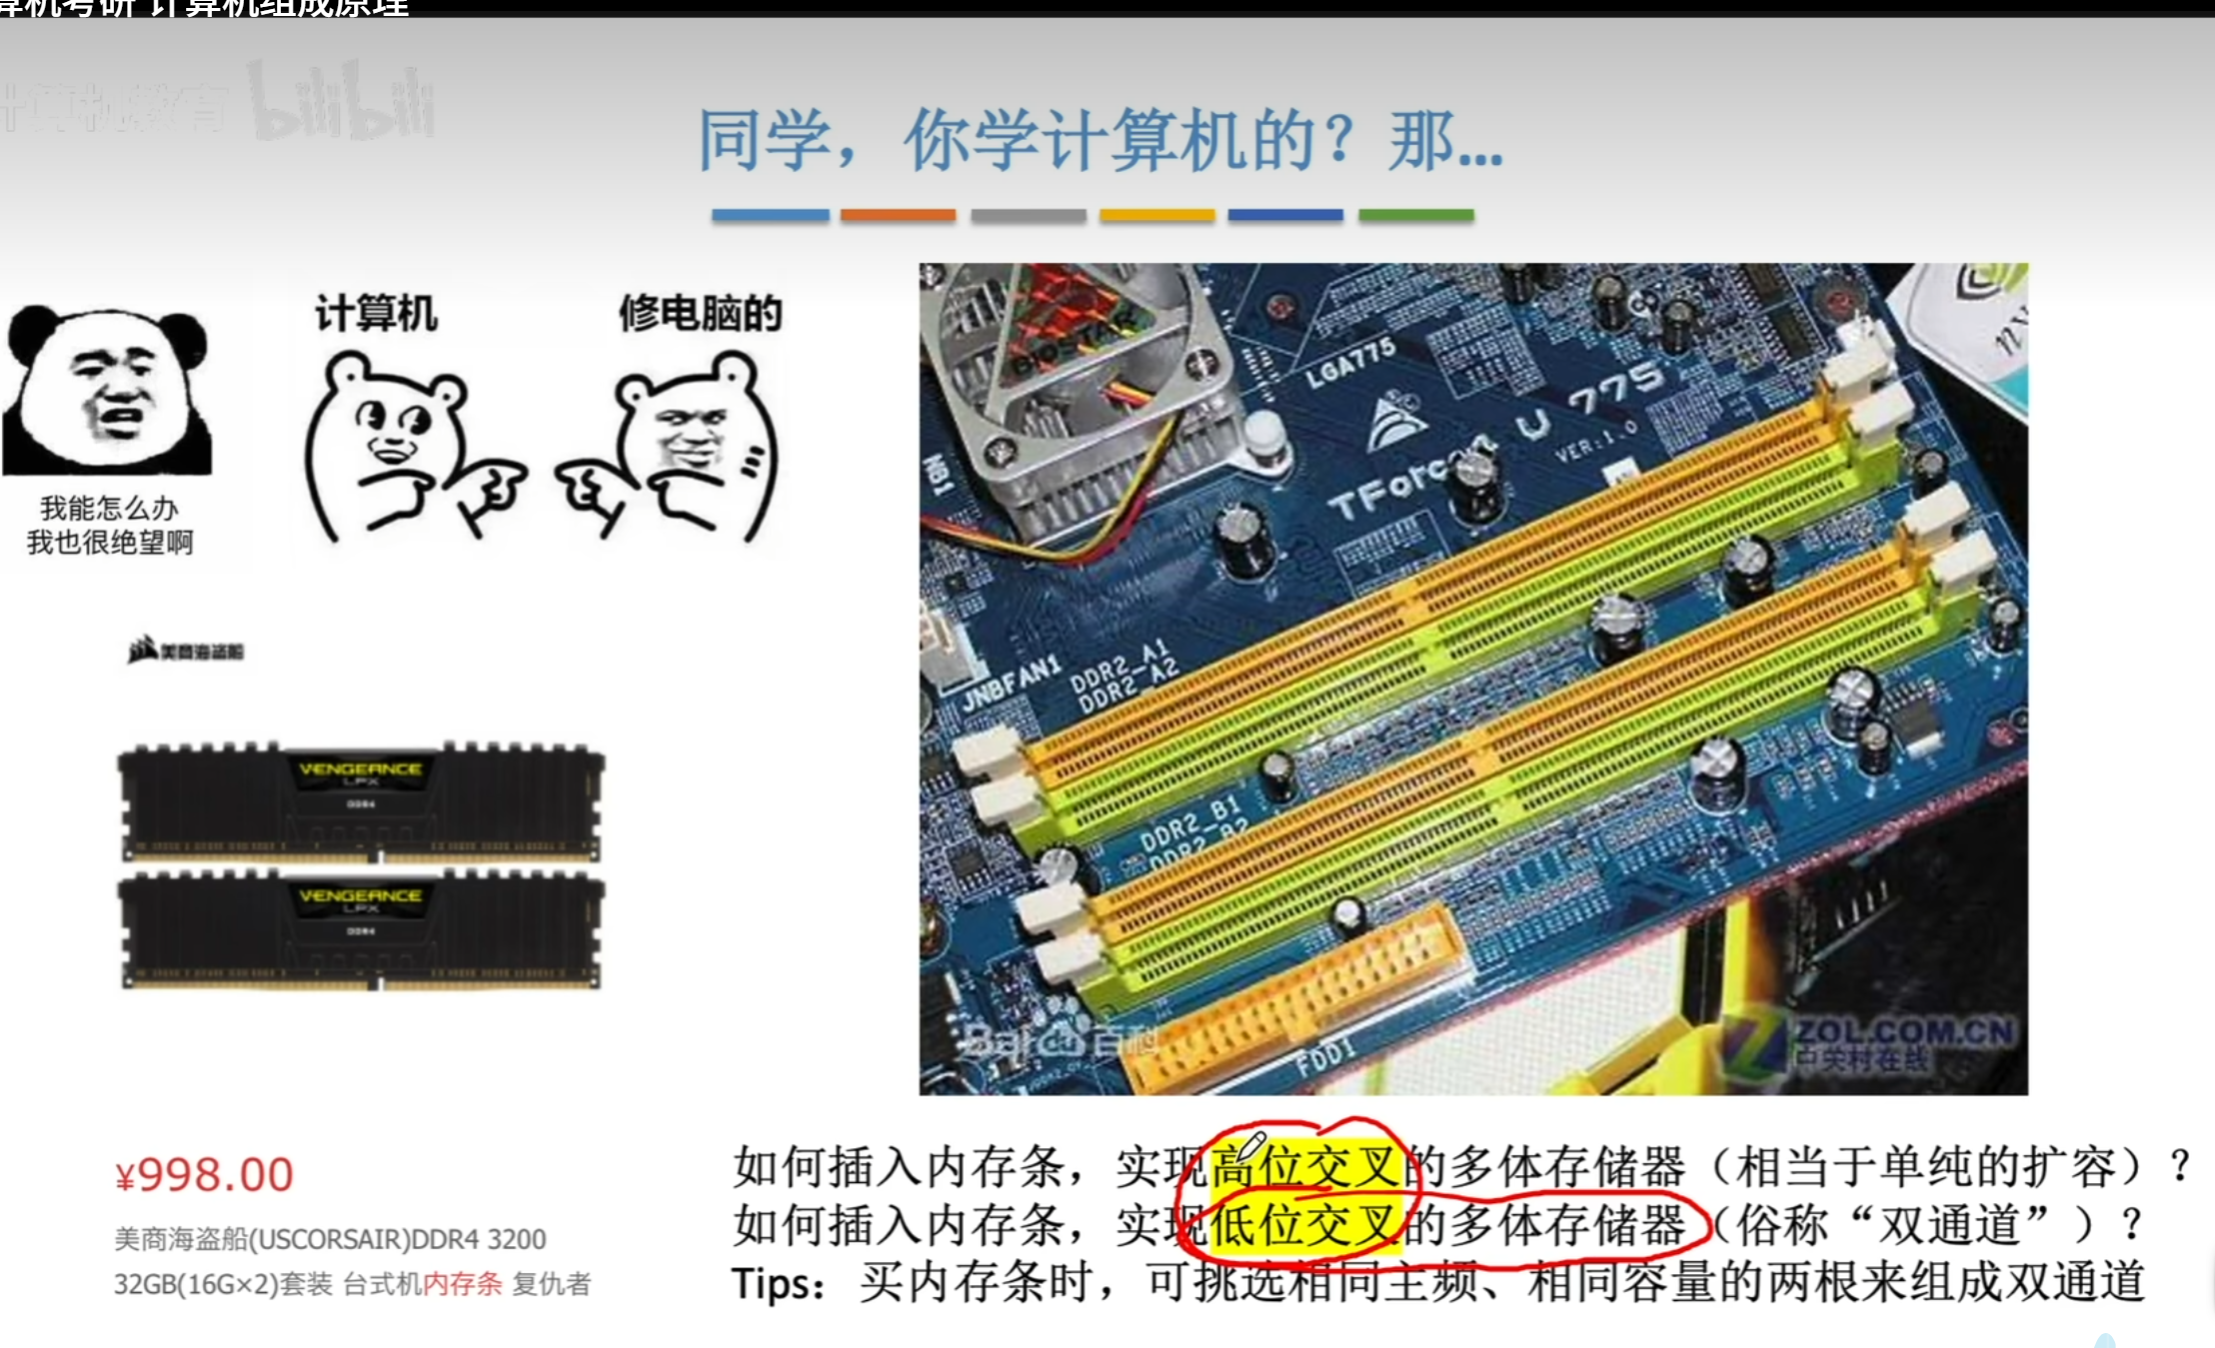 算机考研 计算机组成原理
计算机教育 bilibili
同学，你学计算机的？那...
计算机
修电脑的
我能怎么办
我也很绝望啊
美商海盗船
VENGEANCE
LPX
DDR4
VENGEANCE
LPX
DDR4
LGA775
TForce U 775
VER:1.0
NB1
JNBFAN1
DDR2_A1
DDR2_A2
DDR2_B1
DDR2_B2
FDD1
Baidu百科
ZOL.COM.CN
中关村在线
¥998.00
美商海盗船(USCORSAIR)DDR4 3200
32GB(16G×2)套装 台式机内存条 复仇者
如何插入内存条，实现高位交叉的多体存储器（相当于单纯的扩容）？
如何插入内存条，实现低位交叉的多体存储器（俗称“双通道”）？
Tips：买内存条时，可挑选相同主频、相同容量的两根来组成双通道